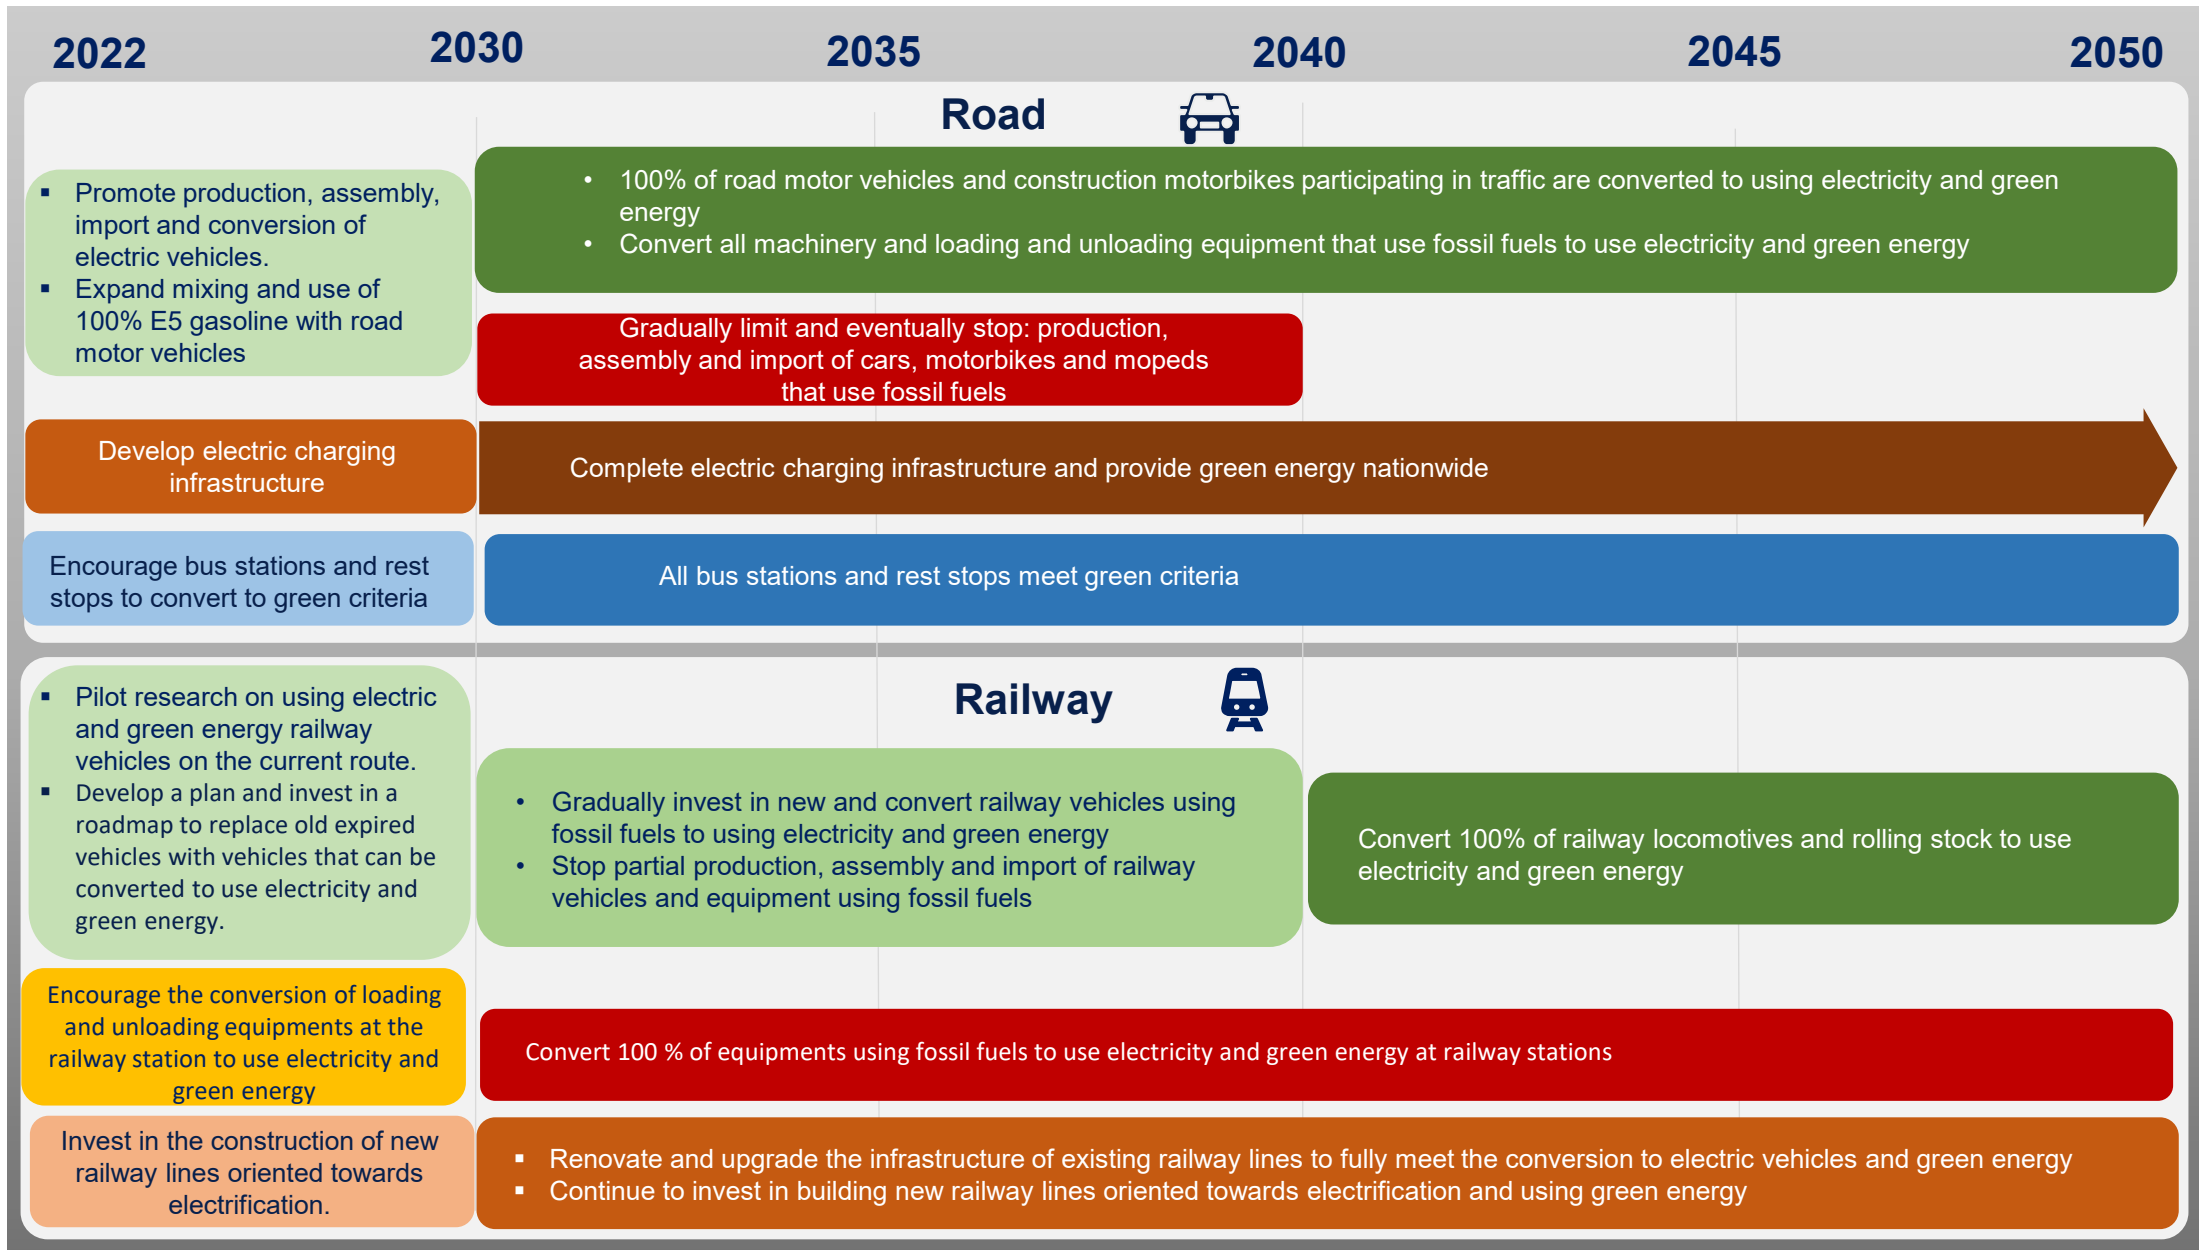 2022 2030 2035 2040 2045 2050
Road
▪ Promote production, assembly,
import and conversion of
electric vehicles.
▪ Expand mixing and use of
100% E5 gasoline with road
motor vehicles
• 100% of road motor vehicles and construction motorbikes participating in traffic are converted to using electricity and green
energy
• Convert all machinery and loading and unloading equipment that use fossil fuels to use electricity and green energy
Gradually limit and eventually stop: production,
assembly and import of cars, motorbikes and mopeds
that use fossil fuels
Develop electric charging
infrastructure
Complete electric charging infrastructure and provide green energy nationwide
Encourage bus stations and rest
stops to convert to green criteria
All bus stations and rest stops meet green criteria
Railway
▪ Pilot research on using electric
and green energy railway
vehicles on the current route.
▪ Develop a plan and invest in a
roadmap to replace old expired
vehicles with vehicles that can be
converted to use electricity and
green energy.
• Gradually invest in new and convert railway vehicles using
fossil fuels to using electricity and green energy
• Stop partial production, assembly and import of railway
vehicles and equipment using fossil fuels
Convert 100% of railway locomotives and rolling stock to use
electricity and green energy
Encourage the conversion of loading
and unloading equipments at the
railway station to use electricity and
green energy
Convert 100 % of equipments using fossil fuels to use electricity and green energy at railway stations
Invest in the construction of new
railway lines oriented towards
electrification.
▪ Renovate and upgrade the infrastructure of existing railway lines to fully meet the conversion to electric vehicles and green energy
▪ Continue to invest in building new railway lines oriented towards electrification and using green energy